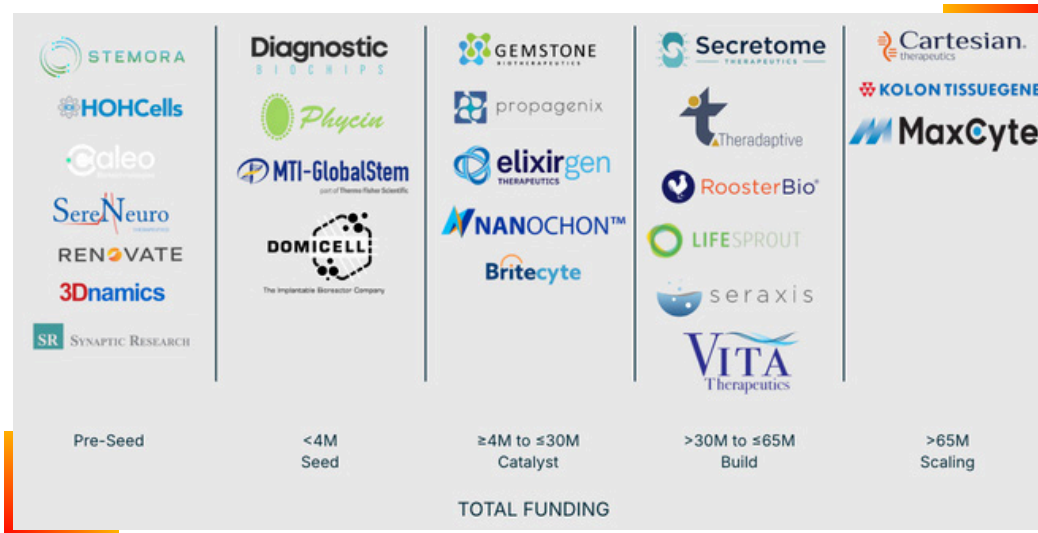 STEMORA
HOHCells
Caleo
SereNeuro
THERAPEUTICS
RENOVATE
3Dnamics
SR SYNAPTIC RESEARCH
Diagnostic
BIOCHIPS
Phycin
MTI-GlobalStem
part of Thermo Fisher Scientific
DOMICELL
The Implantable Bioreactor Company
GEMSTONE
BIOTHERAPEUTICS
propagenix
elixirgen
THERAPEUTICS
NANOCHON™
Britecyte
Secretome
THERAPEUTICS
Theradaptive
RoosterBio®
LIFESPROUT
seraxis
VITA
Therapeutics
Cartesian.
therapeutics
KOLON TISSUEGENE
MaxCyte
Pre-Seed
<4M
Seed
≥4M to ≤30M
Catalyst
>30M to ≤65M
Build
>65M
Scaling
TOTAL FUNDING